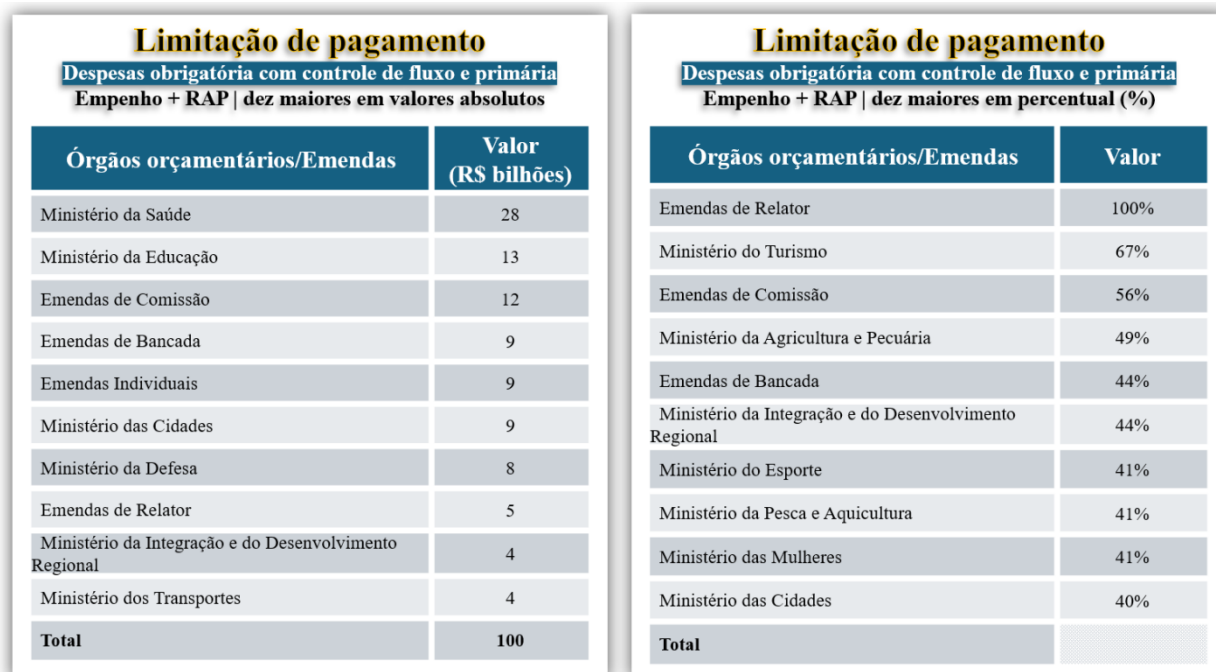 Limitação de pagamento
Despesas obrigatória com controle de fluxo e primária
Empenho + RAP | dez maiores em valores absolutos
Órgãos orçamentários/Emendas Valor (R$ bilhões)
Ministério da Saúde 28
Ministério da Educação 13
Emendas de Comissão 12
Emendas de Bancada 9
Emendas Individuais 9
Ministério das Cidades 9
Ministério da Defesa 8
Emendas de Relator 5
Ministério da Integração e do Desenvolvimento Regional 4
Ministério dos Transportes 4
Total 100
Limitação de pagamento
Despesas obrigatória com controle de fluxo e primária
Empenho + RAP | dez maiores em percentual (%)
Órgãos orçamentários/Emendas Valor
Emendas de Relator 100%
Ministério do Turismo 67%
Emendas de Comissão 56%
Ministério da Agricultura e Pecuária 49%
Emendas de Bancada 44%
Ministério da Integração e do Desenvolvimento Regional 44%
Ministério do Esporte 41%
Ministério da Pesca e Aquicultura 41%
Ministério das Mulheres 41%
Ministério das Cidades 40%
Total